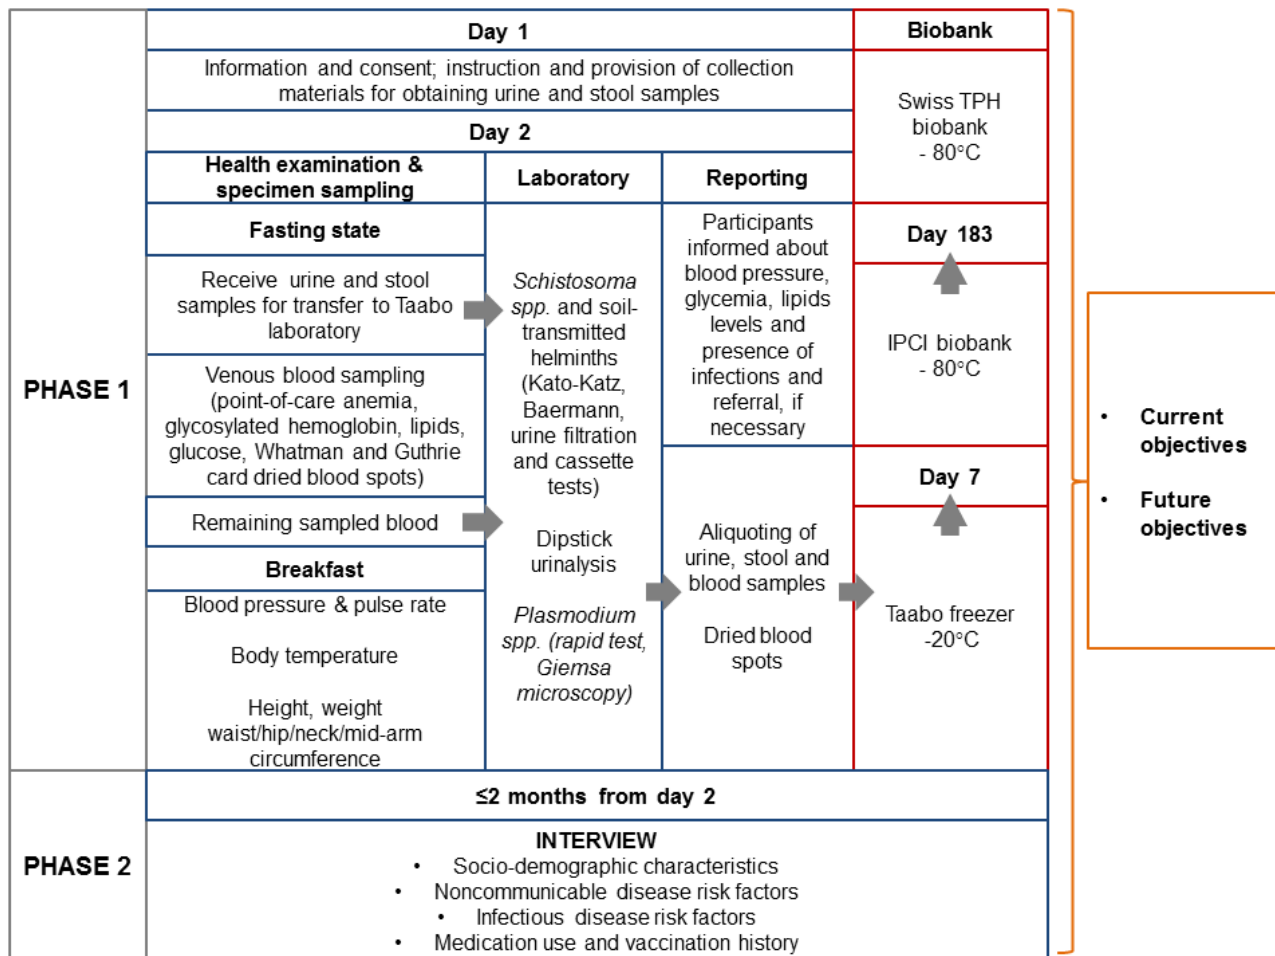 PHASE 1
Day 1
Information and consent; instruction and provision of collection
materials for obtaining urine and stool samples
Day 2
Health examination &
specimen sampling
Fasting state
Receive urine and stool
samples for transfer to Taabo
laboratory
Venous blood sampling
(point-of-care anemia,
glycosylated hemoglobin, lipids,
glucose, Whatman and Guthrie
card dried blood spots)
Remaining sampled blood
Breakfast
Blood pressure & pulse rate
Body temperature
Height, weight
waist/hip/neck/mid-arm
circumference
Laboratory
Schistosoma
spp. and soil-
transmitted
helminths
(Kato-Katz,
Baermann,
urine filtration
and cassette
tests)
Dipstick
urinalysis
Plasmodium
spp. (rapid test,
Giemsa
microscopy)
Reporting
Participants
informed about
blood pressure,
glycemia, lipids
levels and
presence of
infections and
referral, if
necessary
Aliquoting of
urine, stool and
blood samples
Dried blood
spots
Biobank
Swiss TPH
biobank
- 80°C
Day 183
IPCI biobank
- 80°C
Day 7
Taabo freezer
-20°C
PHASE 2
≤2 months from day 2
INTERVIEW
• Socio-demographic characteristics
• Noncommunicable disease risk factors
• Infectious disease risk factors
• Medication use and vaccination history
• Current
objectives
• Future
objectives